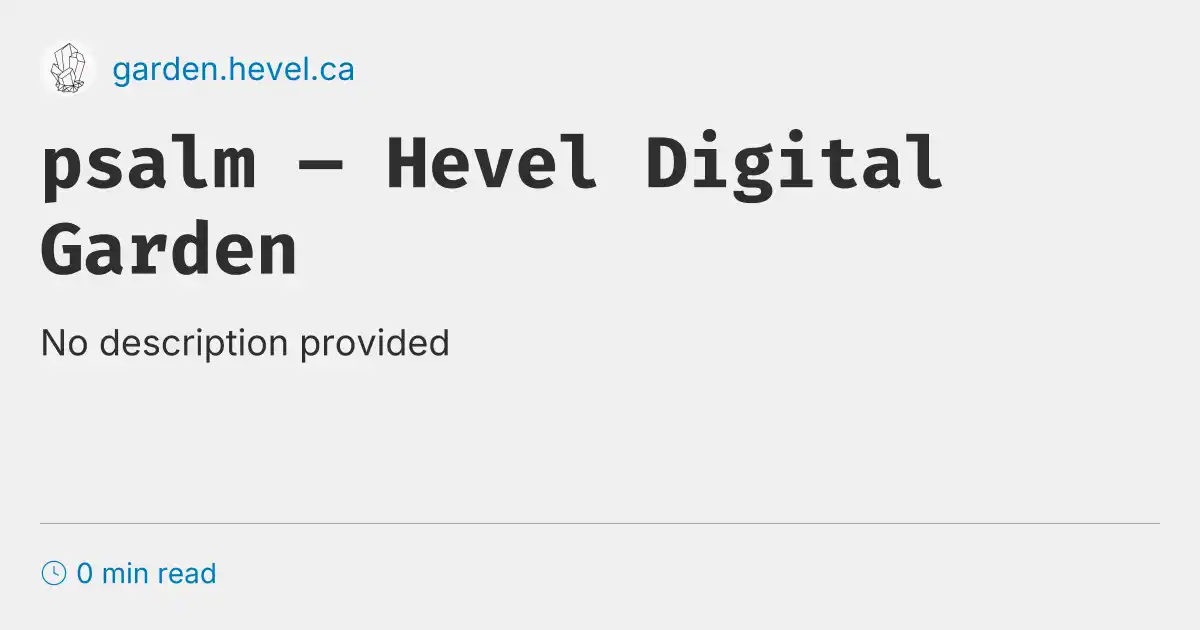 garden.hevel.ca
psalm — Hevel Digital
Garden
No description provided
0 min read